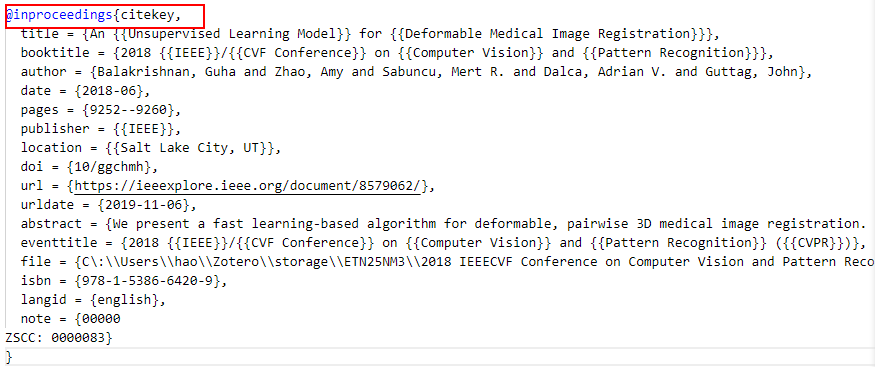 @inproceedings{citekey,
title = {An {{Unsupervised Learning Model}} for {{Deformable Medical Image Registration}}},
booktitle = {2018 {{IEEE}}/{{CVF Conference}} on {{Computer Vision}} and {{Pattern Recognition}}},
author = {Balakrishnan, Guha and Zhao, Amy and Sabuncu, Mert R. and Dalca, Adrian V. and Guttag, John},
date = {2018-06},
pages = {9252--9260},
publisher = {{IEEE}},
location = {{Salt Lake City, UT}},
doi = {10/ggchmh},
url = {https://ieeexplore.ieee.org/document/8579062/},
urldate = {2019-11-06},
abstract = {We present a fast learning-based algorithm for deformable, pairwise 3D medical image registration.
eventtitle = {2018 {{IEEE}}/{{CVF Conference}} on {{Computer Vision}} and {{Pattern Recognition}} ({{CVPR}})},
file = {C\:\\Users\\hao\\Zotero\\storage\\ETN25NM3\\2018 IEEECVF Conference on Computer Vision and Pattern Reco
isbn = {978-1-5386-6420-9},
langid = {english},
note = {00000
ZSCC: 0000083}
}